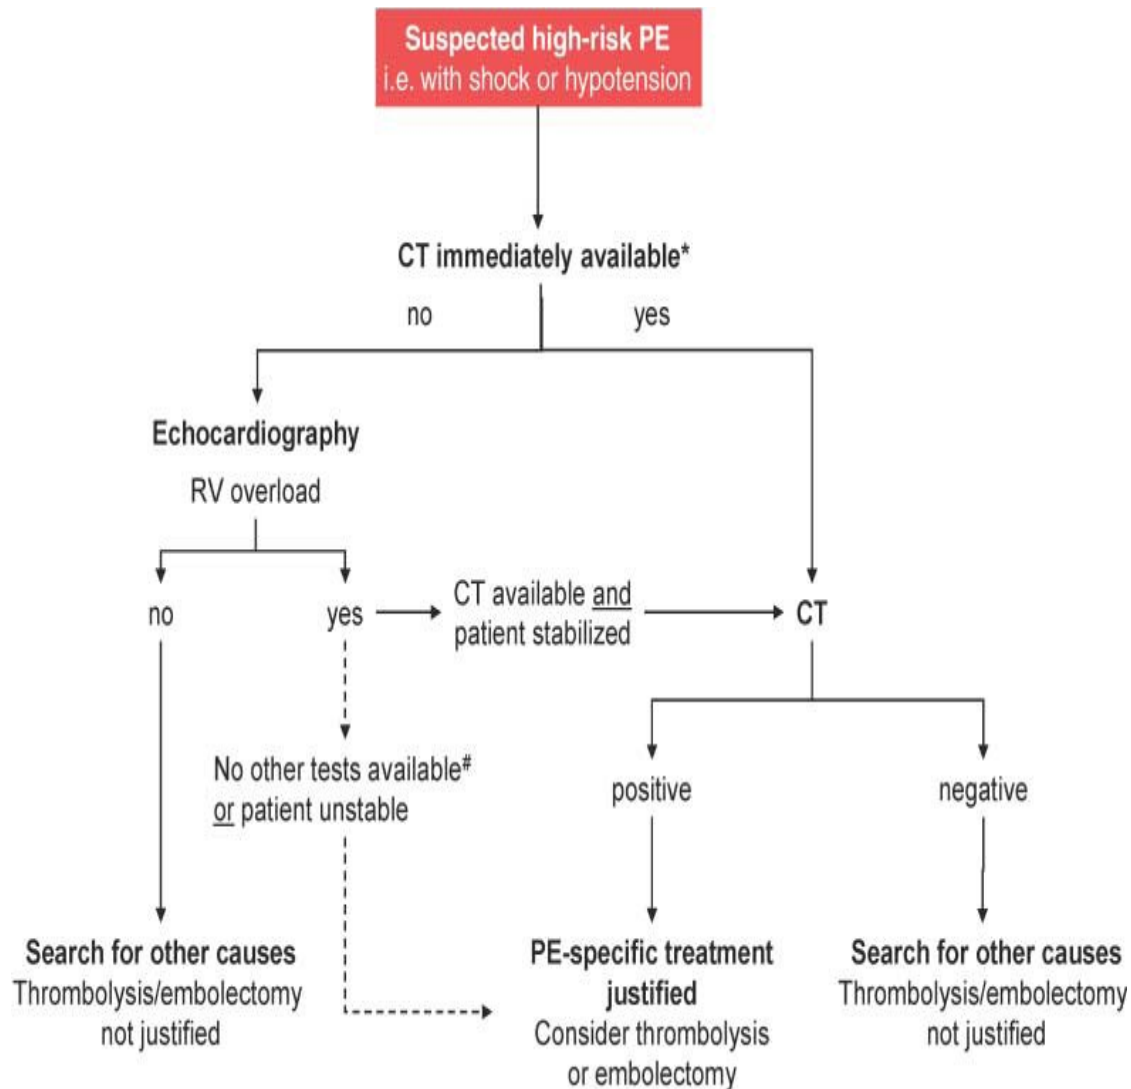 Suspected high-risk PE
i.e. with shock or hypotension
CT immediately available*
no
yes
Echocardiography
RV overload
no
yes
CT available and
patient stabilized
CT
No other tests available#
or patient unstable
positive
negative
Search for other causes
Thrombolysis/embolectomy
not justified
PE-specific treatment
justified
Consider thrombolysis
or embolectomy
Search for other causes
Thrombolysis/embolectomy
not justified